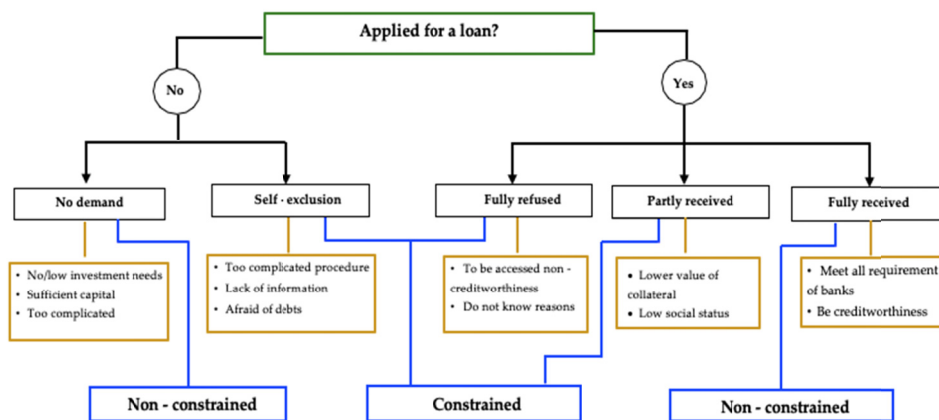 Applied for a loan?
No
Yes
No demand
Self - exclusion
Fully refused
Partly received
Fully received
• No/low investment needs
• Sufficient capital
• Too complicated
• Too complicated procedure
• Lack of information
• Afraid of debts
• To be accessed non -
creditworthiness
• Do not know reasons
• Lower value of
collateral
• Low social status
• Meet all requirement
of banks
• Be creditworthiness
Non - constrained
Constrained
Non - constrained